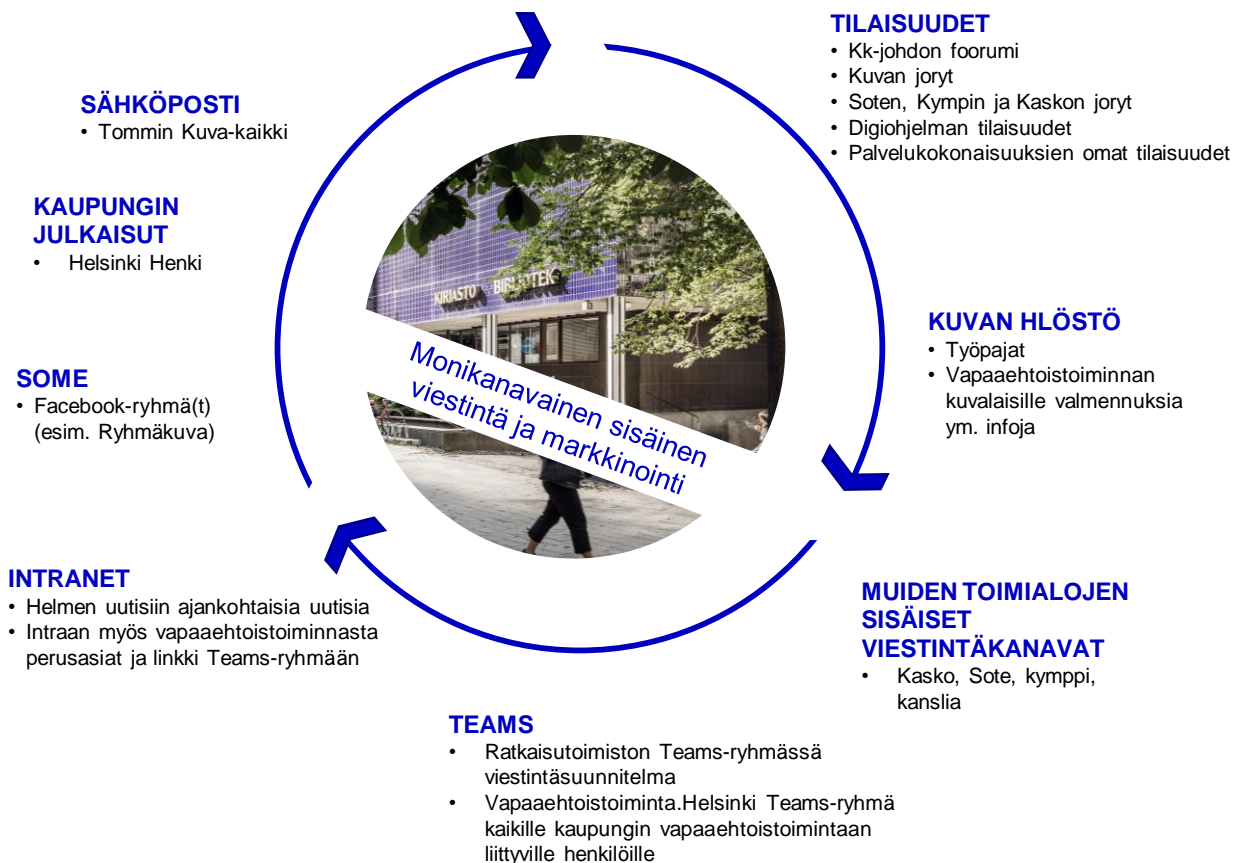 TILAISUUDET
• Kk-johdon foorumi
• Kuvan joryt
• Soten, Kympin ja Kaskon joryt
• Digiohjelman tilaisuudet
• Palvelukokonaisuuksien omat tilaisuudet
KUVAN HLÖSTÖ
• Työpajat
• Vapaaehtoistoiminnan
kuvalaisille valmennuksia
ym. infoja
MUIDEN TOIMIALOJEN
SISÄISET
VIESTINTÄKANAVAT
• Kasko, Sote, kymppi,
kanslia
TEAMS
• Ratkaisutoimiston Teams-ryhmässä
viestintäsuunnitelma
• Vapaaehtoistoiminta.Helsinki Teams-ryhmä
kaikille kaupungin vapaaehtoistoimintaan
liittyville henkilöille
INTRANET
• Helmen uutisiin ajankohtaisia uutisia
• Intraan myös vapaaehtoistoiminnasta
perusasiat ja linkki Teams-ryhmään
SOME
• Facebook-ryhmä(t)
(esim. Ryhmäkuva)
KAUPUNGIN
JULKAISUT
• Helsinki Henki
SÄHKÖPOSTI
• Tommin Kuva-kaikki
KIRJASTO BIBLIOTEK
Monikanavainen sisäinen
viestintä ja markkinointi